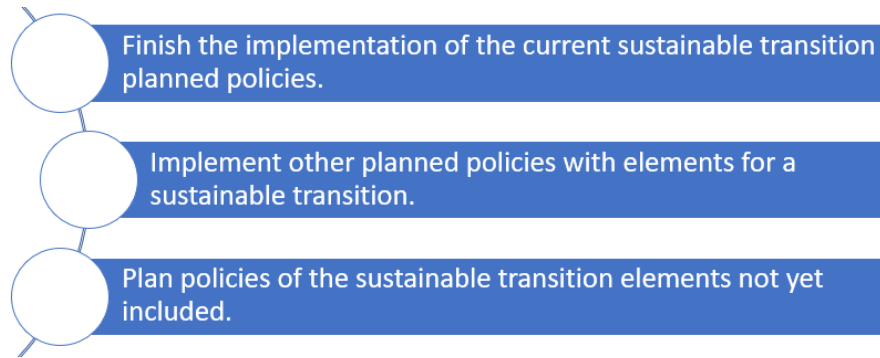 Finish the implementation of the current sustainable transition
planned policies.
Implement other planned policies with elements for a
sustainable transition.
Plan policies of the sustainable transition elements not yet
included.